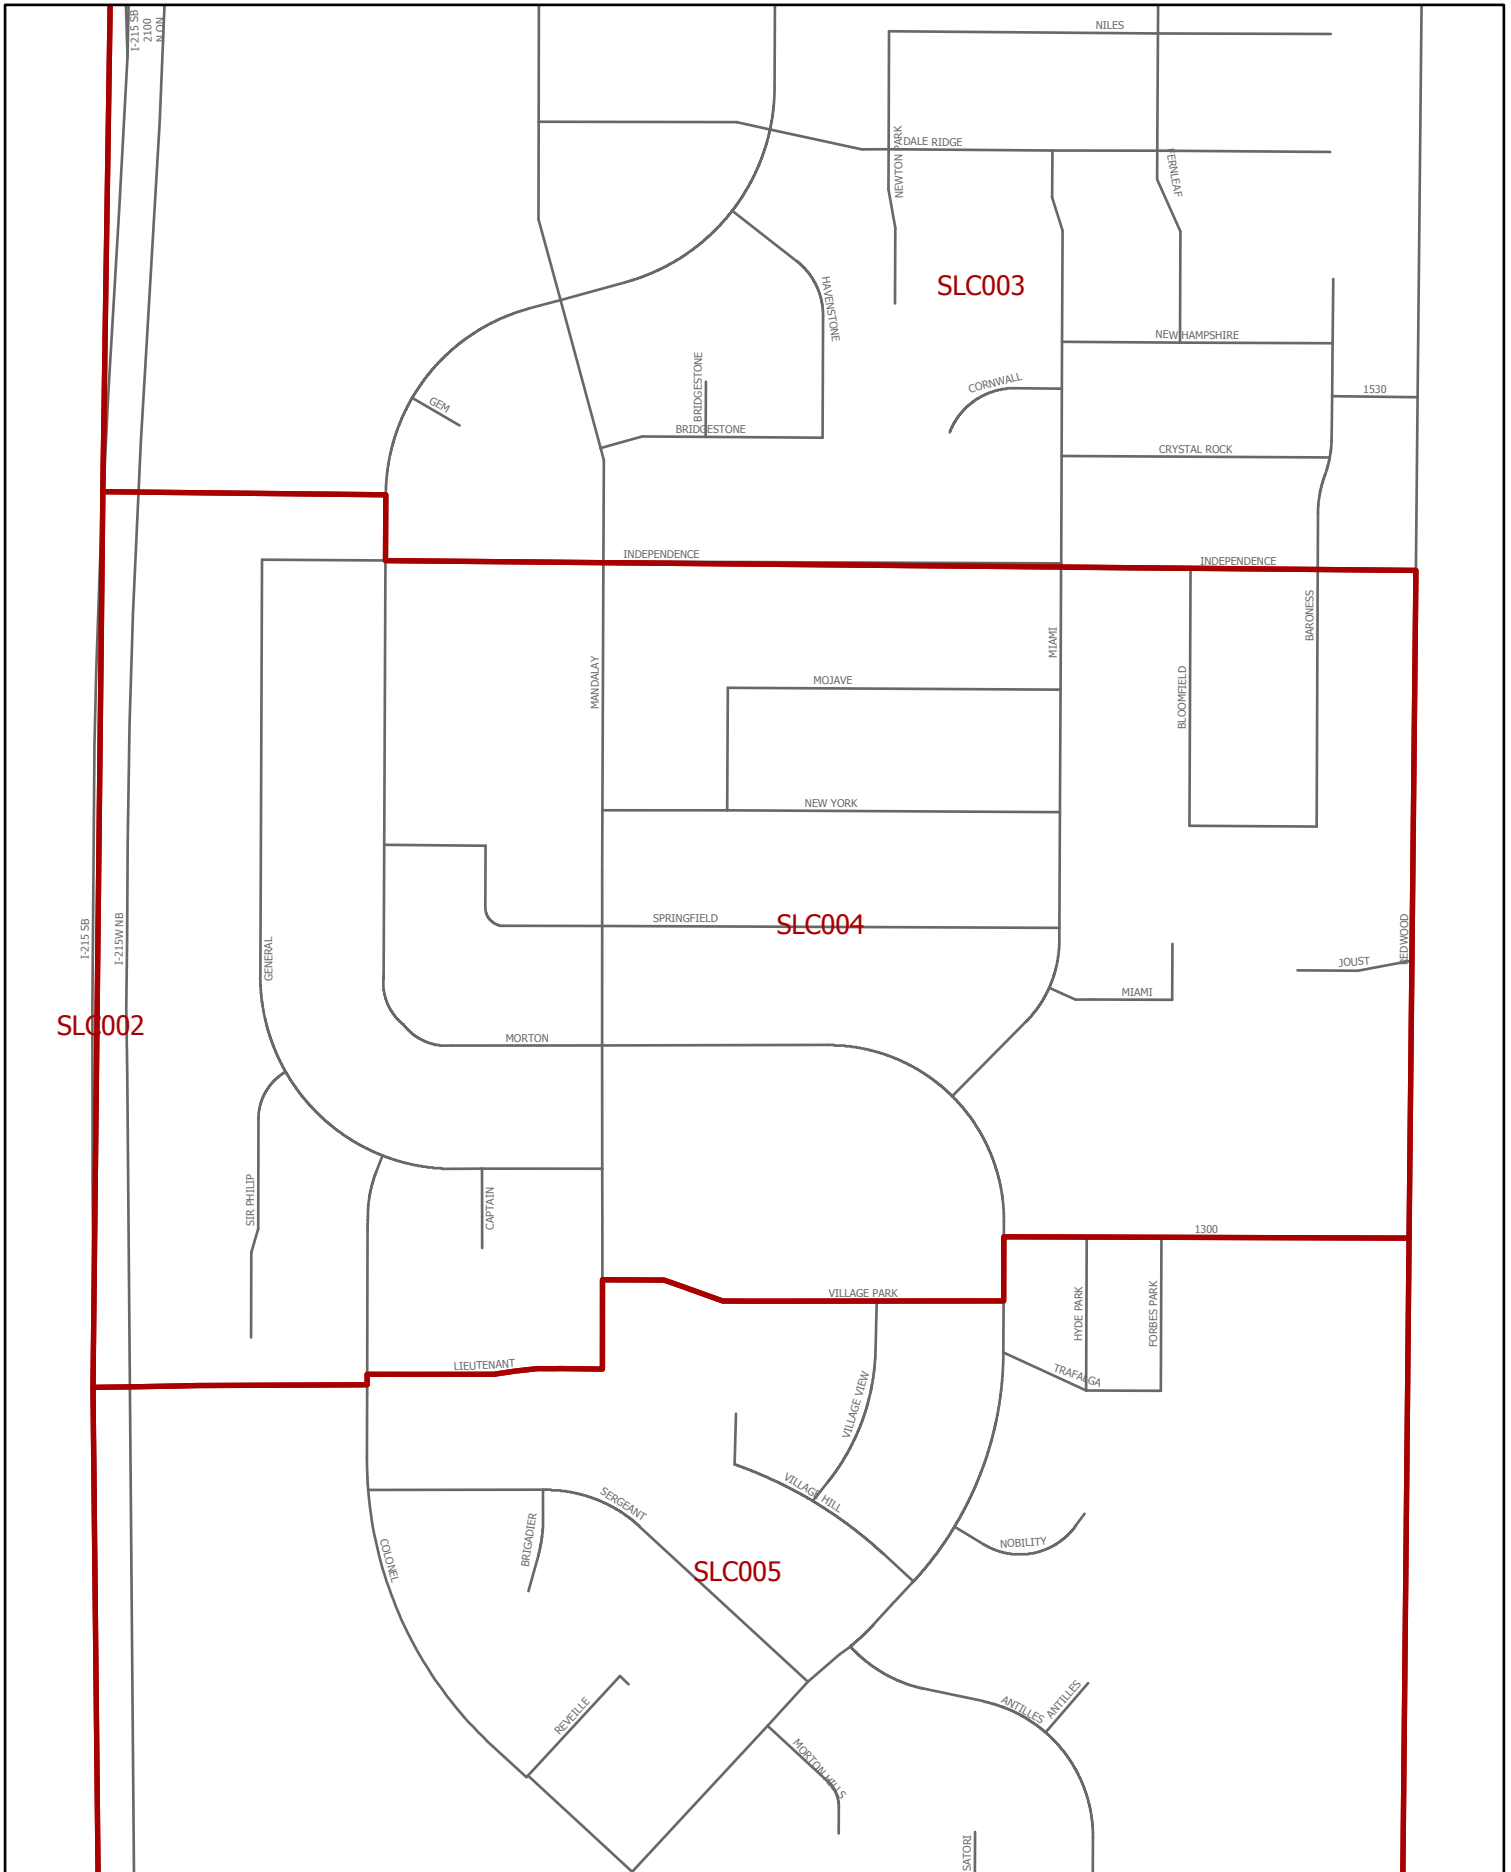 I-215 SB
2100
N ON
NILES
NEWTON PARK
DALE RIDGE
FERNLEAF
SLC003
HAVENSTONE
NEW HAMPSHIRE
BRIDGESTONE
CORNWALL
1530
GEM
BRIDGESTONE
CRYSTAL ROCK
INDEPENDENCE
INDEPENDENCE
BARONESS
MIAMI
MANDALAY
MOJAVE
BLOOMFIELD
NEW YORK
I-215 SB
I-215W NB
GENERAL
SPRINGFIELD
SLC004
REDWOOD
JOUST
MIAMI
SLC002
MORTON
SIR PHILIP
CAPTAIN
1300
VILLAGE PARK
HYDE PARK
FORBES PARK
LIEUTENANT
TRAFALGA
VILLAGE VIEW
VILLAGE HILL
SERGEANT
BRIGADIER
COLONEL
NOBILITY
SLC005
REVEILLE
ANTILLES
ANTILLES
MORTON HILLS
SATORI